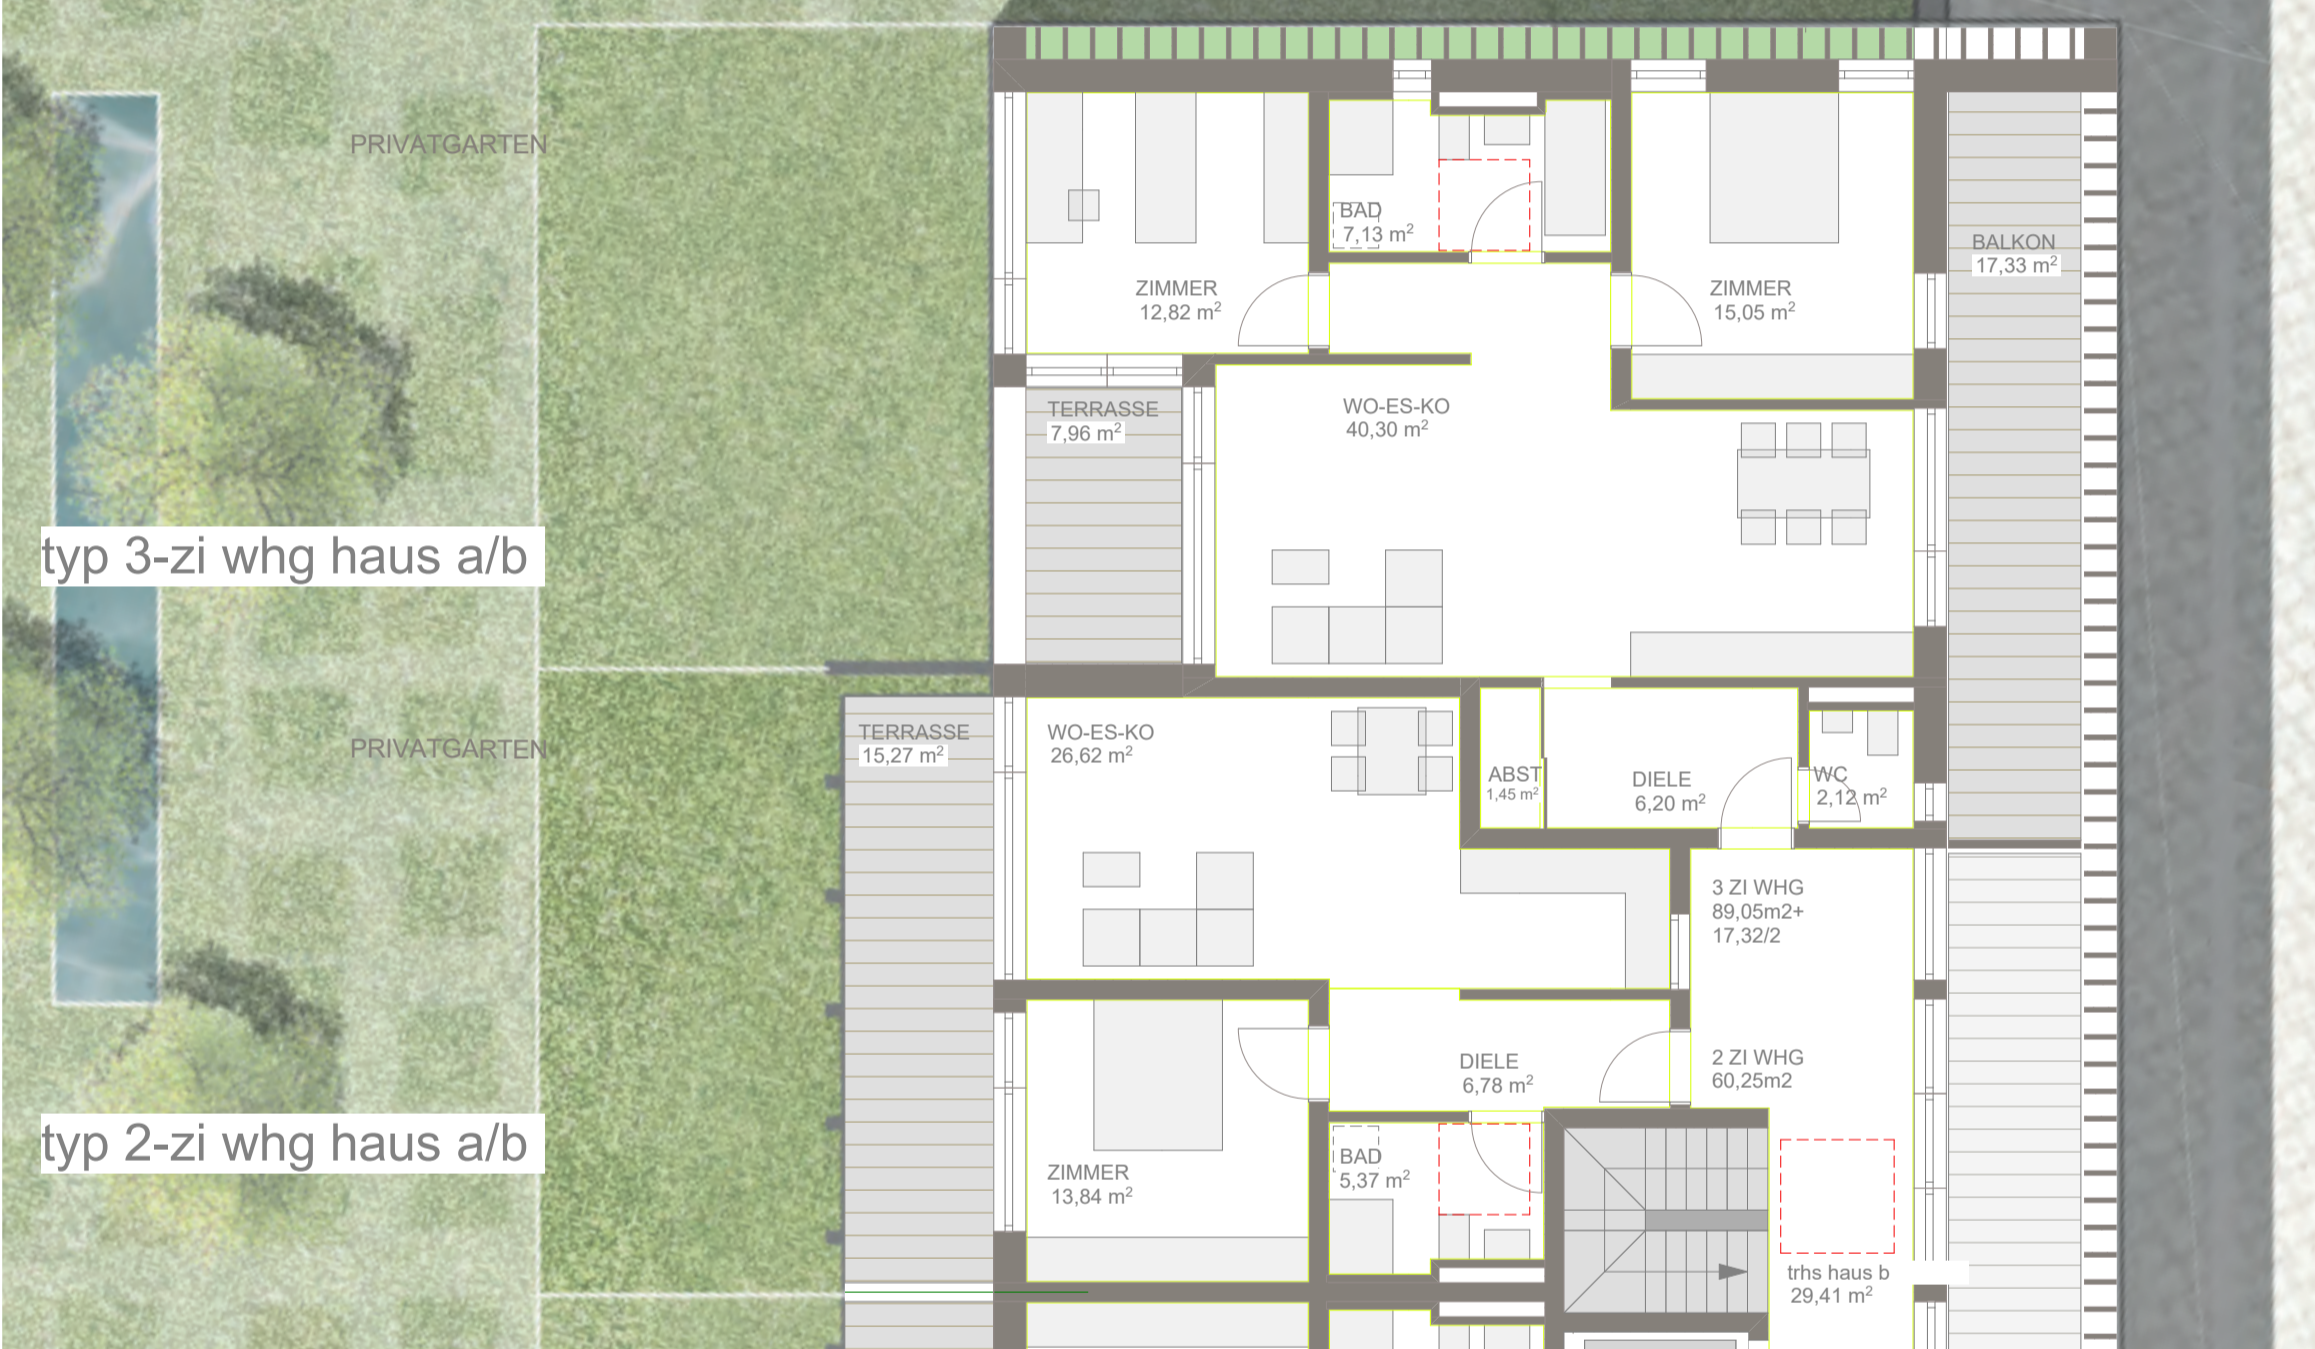 PRIVATGARTEN
BAD
7,13 m²
BALKON
17,33 m²
ZIMMER
12,82 m²
ZIMMER
15,05 m²
TERRASSE
7,96 m²
WO-ES-KO
40,30 m²
typ 3-zi whg haus a/b
PRIVATGARTEN
TERRASSE
15,27 m²
WO-ES-KO
26,62 m²
ABST
1,45 m²
DIELE
6,20 m²
WC
2,12 m²
3 ZI WHG
89,05m2+
17,32/2
DIELE
6,78 m²
2 ZI WHG
60,25m2
typ 2-zi whg haus a/b
ZIMMER
13,84 m²
BAD
5,37 m²
trhs haus b
29,41 m²